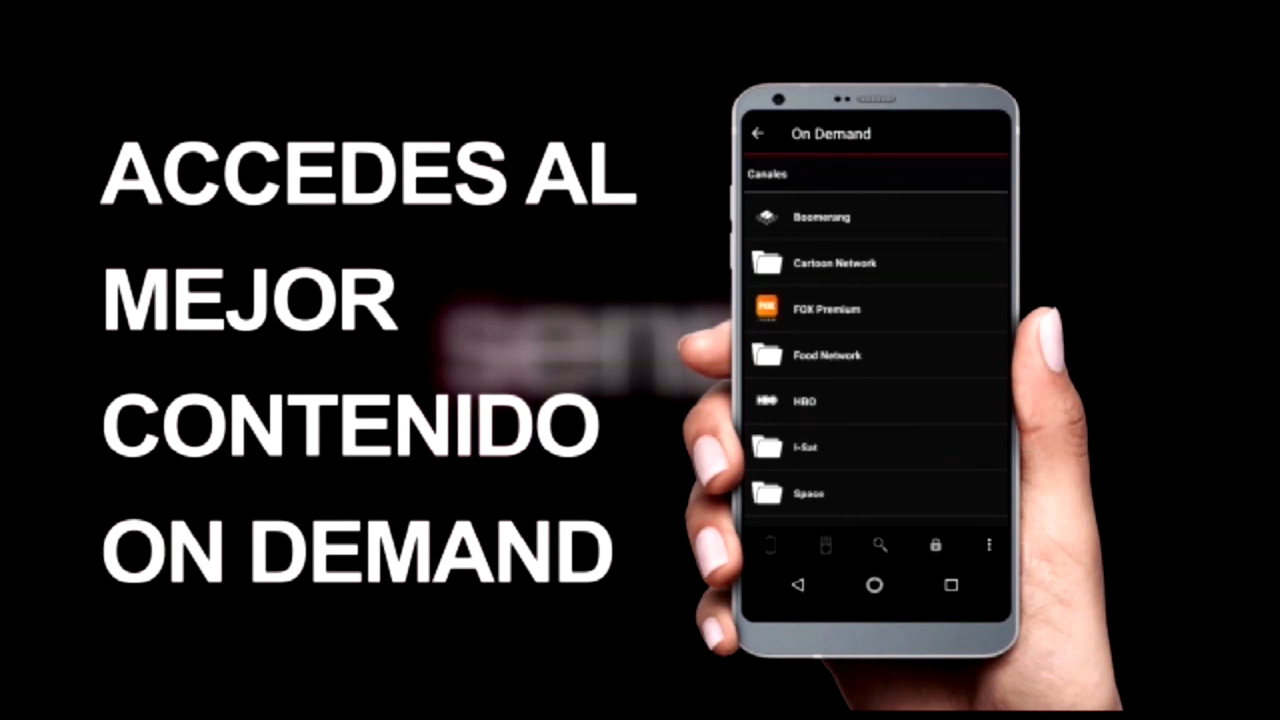 ACCEDES AL
MEJOR
CONTENIDO
ON DEMAND
On Demand
Canales
Boomerang
Cartoon Network
FOX Premium
Food Network
HBO
HBO
I-Sat
Space